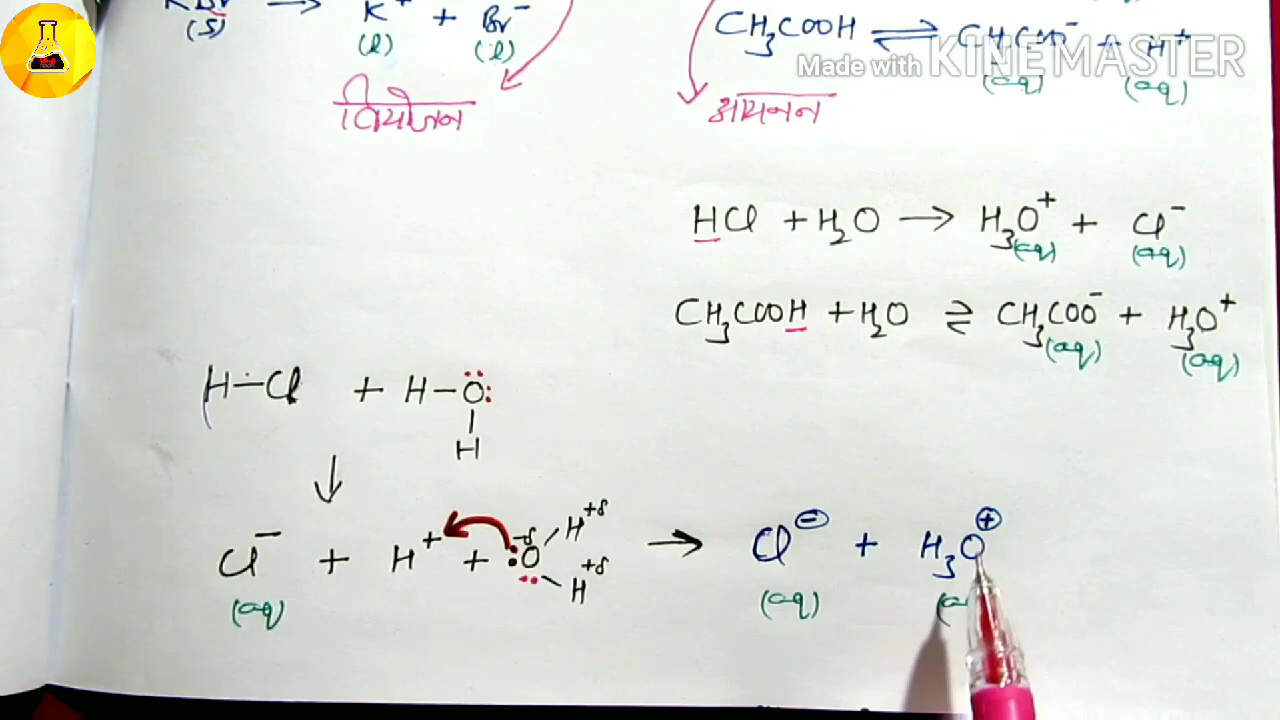 KBr → K⁺ + Br⁻
(s) (l) (l)
CH₃COOH ⇌ + H⁺
(aq) (aq)
Made with KINEMASTER
वियोजन
आयनन
HCl + H₂O → H₃O⁺ + Cl⁻
(aq) (aq)
CH₃COOH + H₂O ⇌ CH₃COO⁻ + H₃O⁺
(aq) (aq)
H–Cl + H–O:
H
↓
Cl⁻ + H⁺ + :O H⁺ᵟ → Cl⊖ + H₃O⊕
-δ H⁺ᵟ
(aq) (aq)